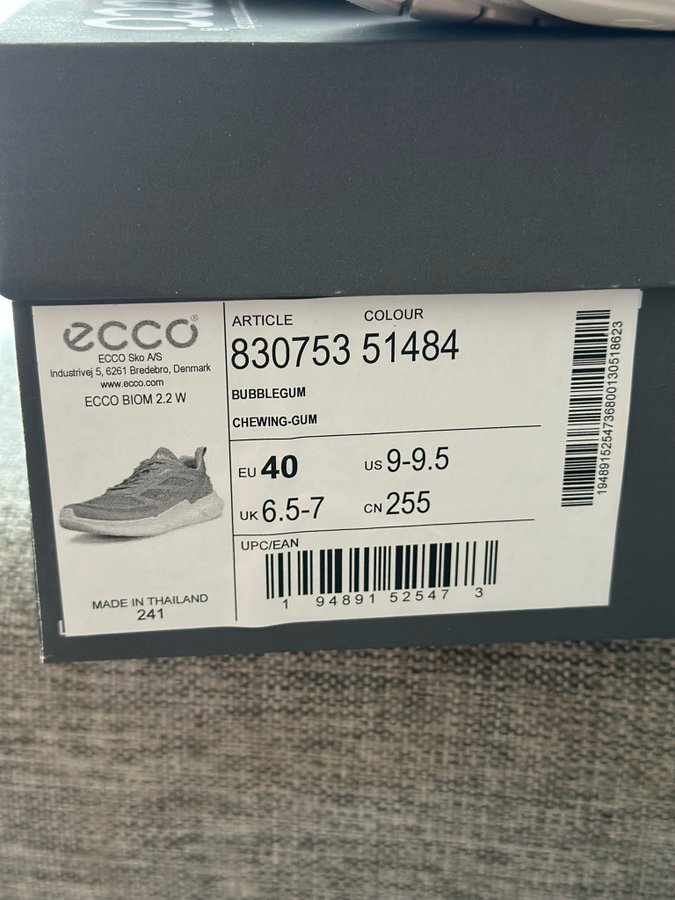 ecco
ecco®
ECCO Sko A/S
Industrivej 5, 6261 Bredebro, Denmark
www.ecco.com
ECCO BIOM 2.2 W
MADE IN THAILAND
241
ARTICLE COLOUR
830753 51484
BUBBLEGUM
CHEWING-GUM
EU 40 US 9-9.5
UK 6.5-7 CN 255
UPC/EAN
1 94891 52547 3
194891525473680013051862​3